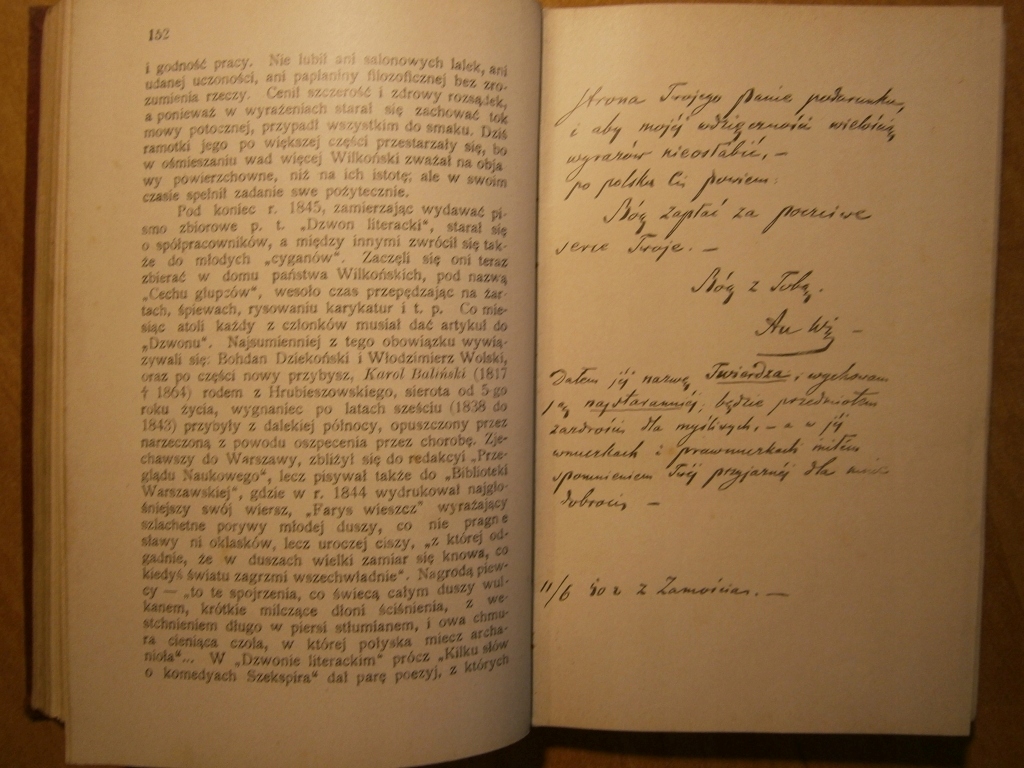 152
i godność pracy. Nie lubił ani salonowych lalek, ani
udanej uczoności, ani paplaniny filozoficznej bez zro-
zumienia rzeczy. Cenił szczerość i zdrowy rozsądek,
a ponieważ w wyrażeniach starał się zachować tok
mowy potocznej, przypadł wszystkim do smaku. Dziś
ramotki jego po większej części przestarzały się, bo
w ośmieszaniu wad więcej Wilkoński zważał na obja
wy powierzchowne, niż na ich istotę; ale w swoim
czasie spełnił zadanie swe pożytecznie.
Pod koniec r. 1845, zamierzając wydawać pi-
smo zbiorowe p. t. „Dzwon literacki", starał się
o spółpracowników, a między innymi zwrócił się tak-
że do młodych „cyganów". Zaczęli się oni teraz
zbierać w domu państwa Wilkońskich, pod nazwą
„Cechu głupców", wesoło czas przepędzając na żar-
tach, śpiewach, rysowaniu karykatur i t. p. Co mie-
siąc atoli każdy z członków musiał dać artykuł do
„Dzwonu". Najsumienniej z tego obowiązku wywią-
zywali się: Bohdan Dziekoński i Włodzimierz Wolski,
oraz po części nowy przybysz, Karol Baliński (1817
† 1864) rodem z Hrubieszowskiego, sierota od 5-go
roku życia, wygnaniec po latach sześciu (1838 do
1843) przybyły z dalekiej północy, opuszczony przez
narzeczoną z powodu oszpecenia przez chorobę. Zje-
chawszy do Warszawy, zbliżył się do redakcyi „Prze-
glądu Naukowego", lecz pisywał także do „Biblioteki
Warszawskiej", gdzie w r. 1844 wydrukował najgło-
śniejszy swój wiersz, „Farys wieszcz" wyrażający
szlachetne porywy młodej duszy, co nie pragnie
sławy ni oklasków, lecz uroczej ciszy, „z której od-
gadnie, że w duszach wielki zamiar się knowa, co
kiedyś światu zagrzmi wszechwładnie". Nagrodą piew-
cy — „to te spojrzenia, co świecą całym duszy wul-
kanem, krótkie milczące dłoni ściśnienia, z we-
stchnieniem długo w piersi stłumianem, i owa chmu-
ra cieniąca czoła, w której połyska miecz archa-
nioła"... W „Dzwonie literackim" prócz „Kilku słów
o komedyach Szekspira" dał parę poezyj, z których
strona Twojego Panie podarunku,
i aby mojéj wdzięczności wielością
wyrazów nieosłabić, —
po polsku Ci powiem:
Bóg zapłać za poczciwe
serce Twoje. —
Bóg z Tobą.
Au Wi —
Dałem jéj nazwę Twierdza; wychowam
ją najstaranniéj; będzie przedmiotem
zazdrości dla myśliwych, — a w jéj
wnuczkach i prawnuczkach miłem
wspomnieniem Twéj przyjaznéj dla mnie
dobroci, —
11/6 z Zamościa. —